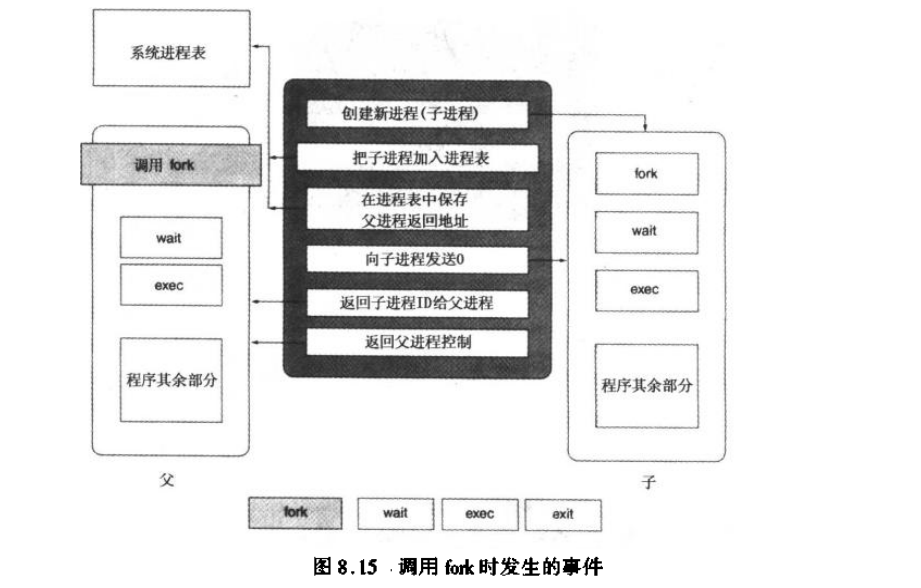 系统进程表
创建新进程(子进程)
把子进程加入进程表
在进程表中保存
父进程返回地址
向子进程发送0
返回子进程ID给父进程
返回父进程控制
调用 fork
wait
exec
程序其余部分
父
fork
wait
exec
程序其余部分
子
fork
wait
exec
exit
图 8.15 调用 fork 时发生的事件